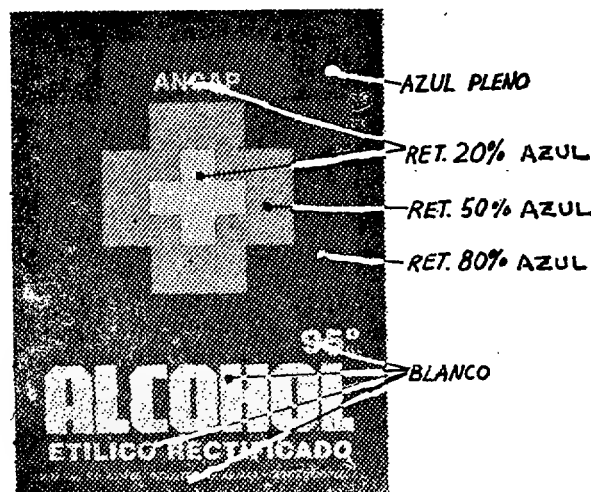 ANCAP
AZUL PLENO
RET. 20% AZUL
RET. 50% AZUL
RET. 80% AZUL
95°
BLANCO
ALCOHOL
ETILICO RECTIFICADO